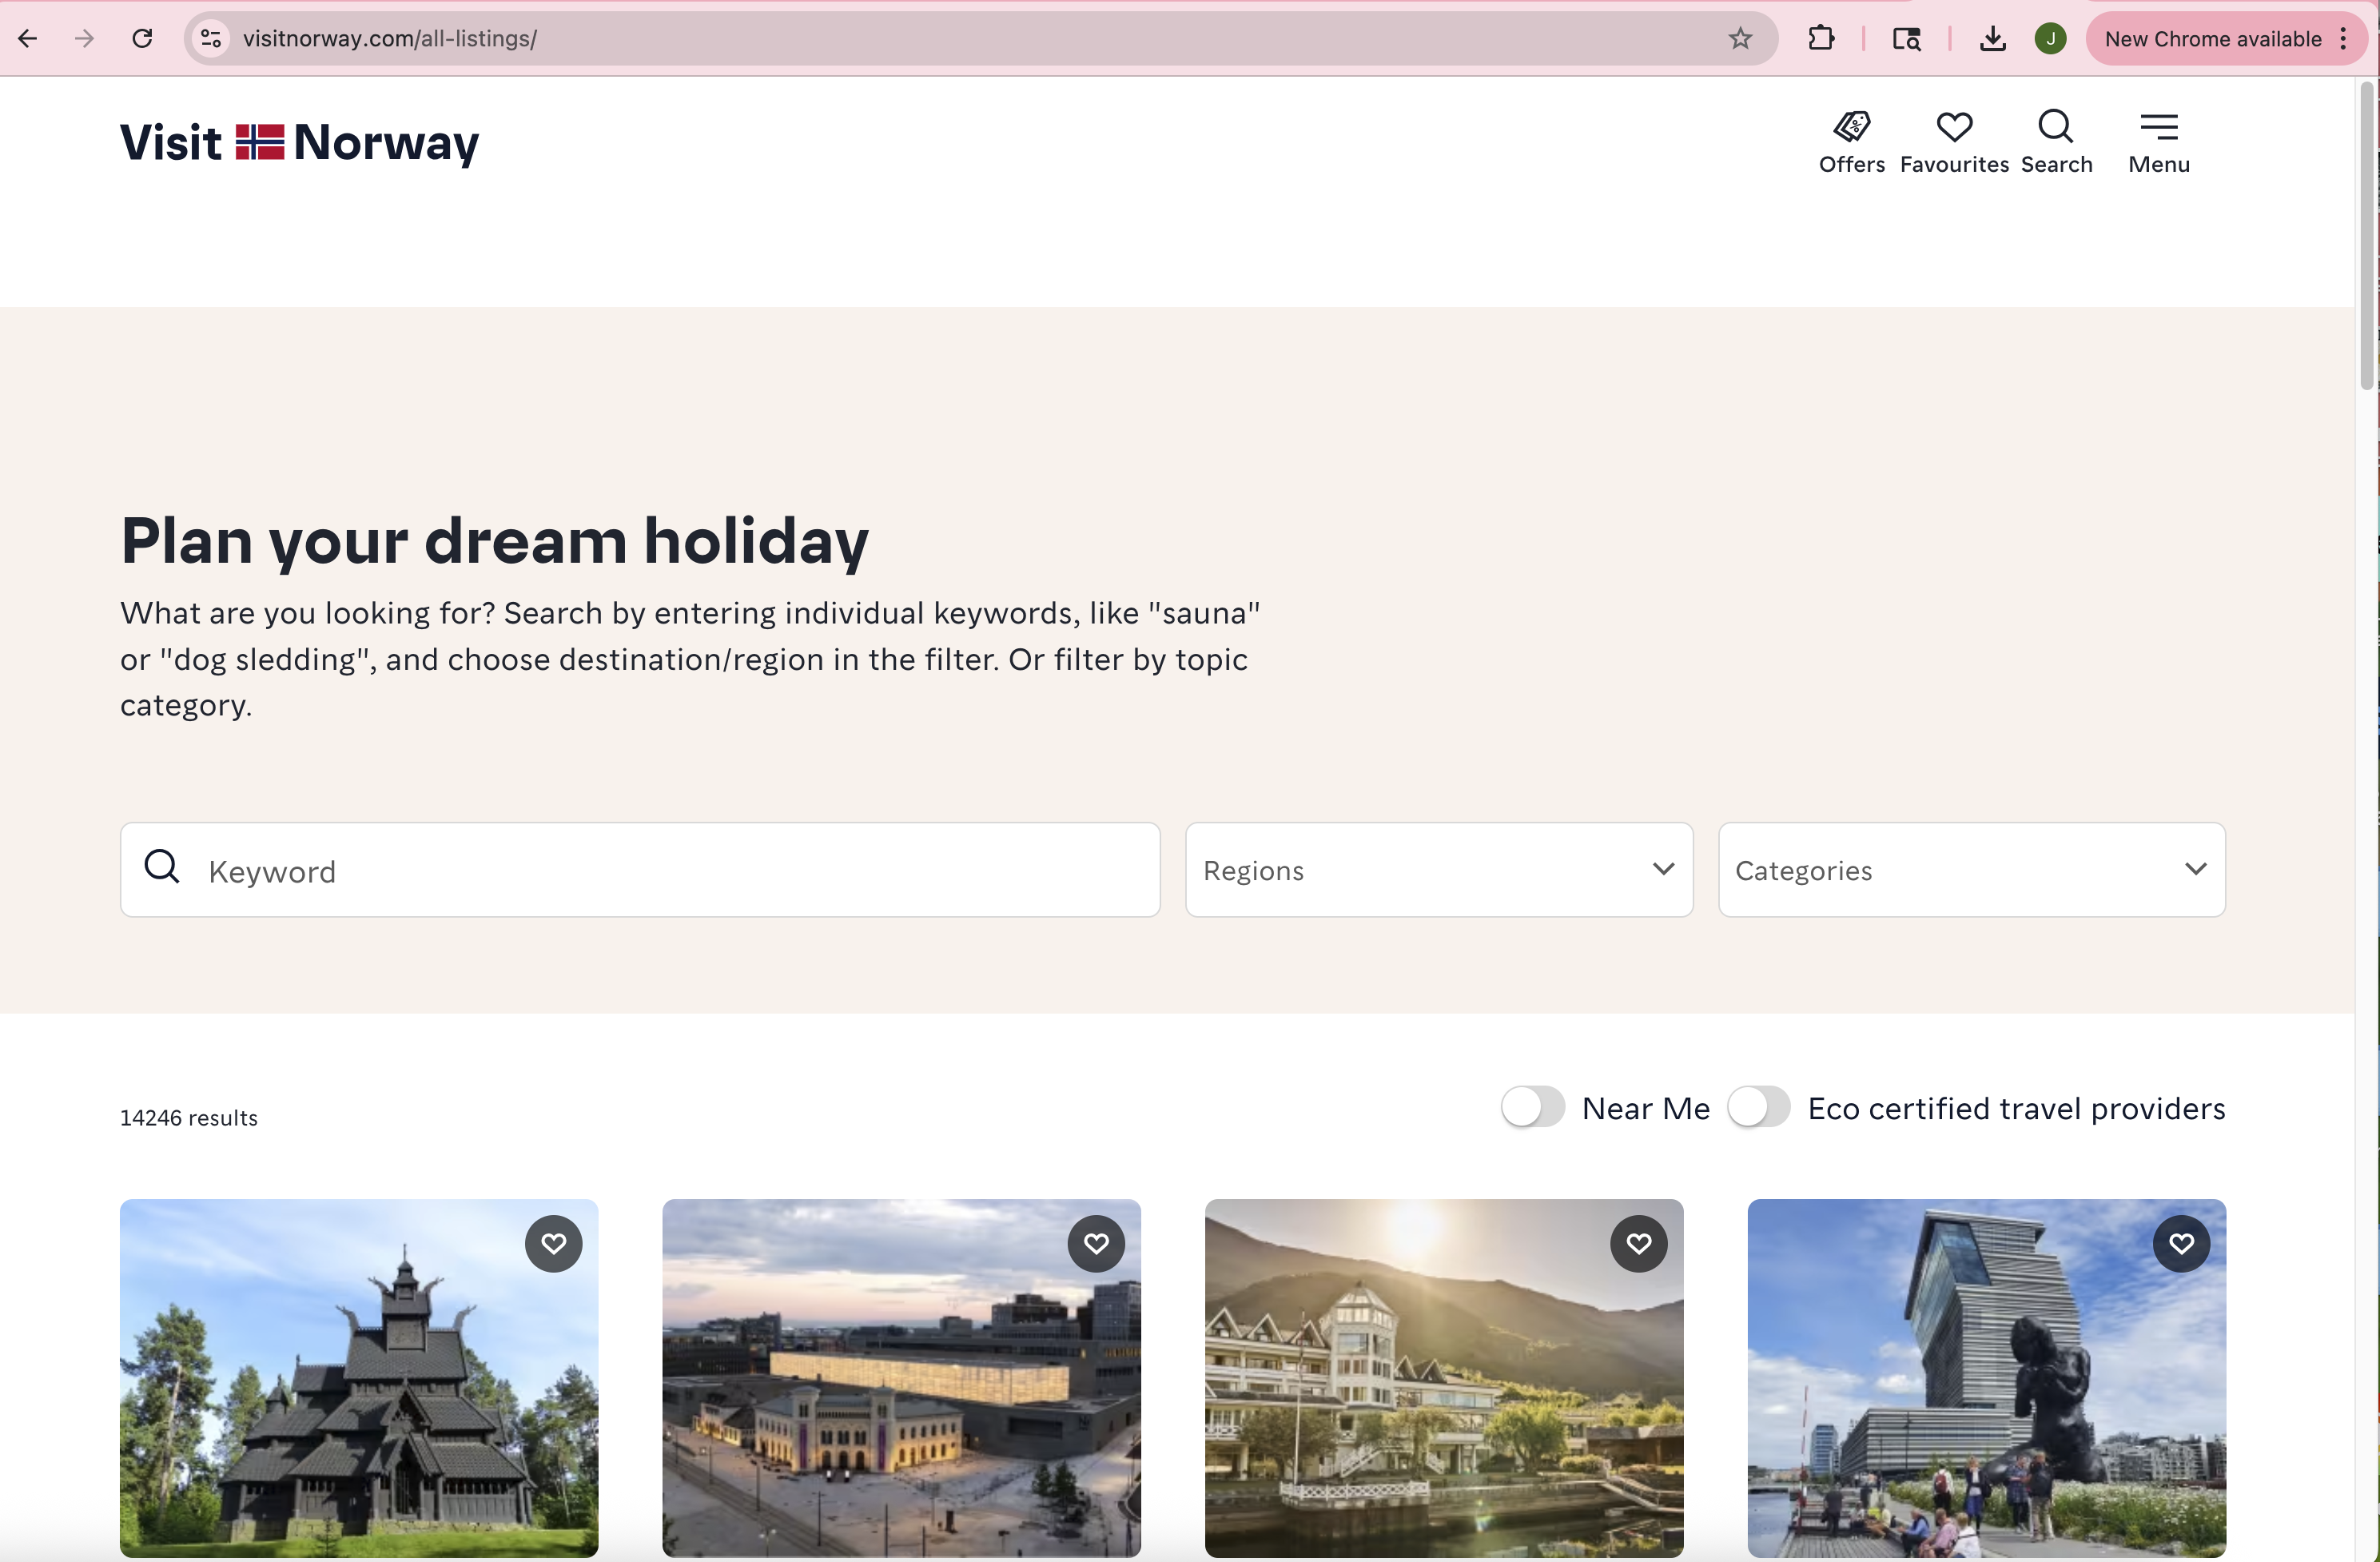 visitnorway.com/all-listings/
J
New Chrome available
Visit Norway
Offers
Favourites
Search
Menu
Plan your dream holiday
What are you looking for? Search by entering individual keywords, like "sauna"
or "dog sledding", and choose destination/region in the filter. Or filter by topic
category.
Keyword
Regions
Categories
14246 results
Near Me
Eco certified travel providers